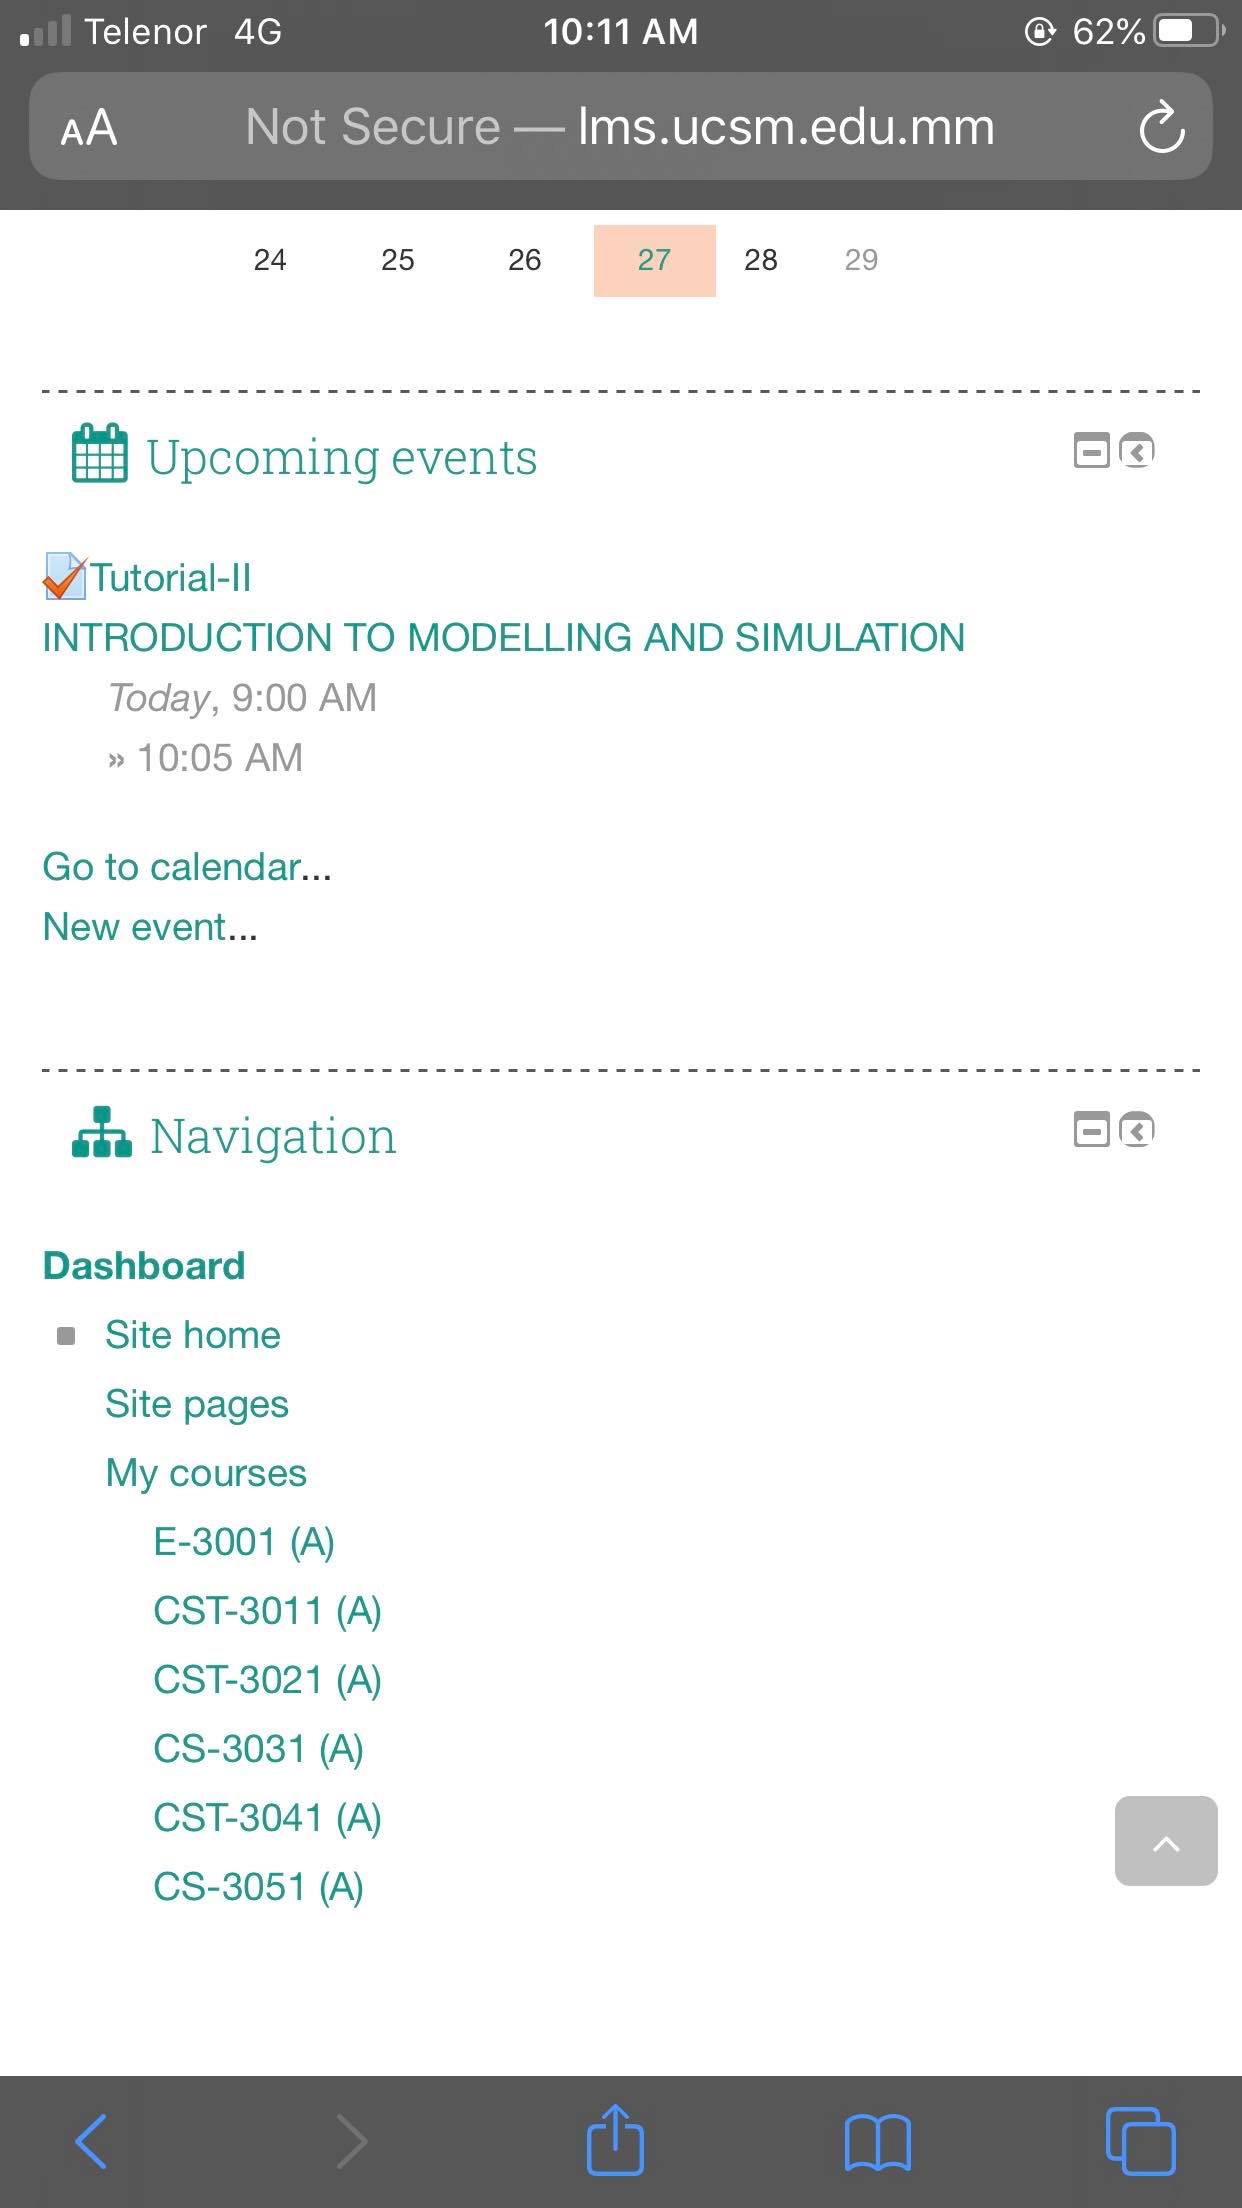 Telenor 4G 10:11 AM 62%
AA Not Secure — lms.ucsm.edu.mm
24 25 26 27 28 29
Upcoming events
Tutorial-II
INTRODUCTION TO MODELLING AND SIMULATION
Today, 9:00 AM
» 10:05 AM
Go to calendar...
New event...
Navigation
Dashboard
Site home
Site pages
My courses
E-3001 (A)
CST-3011 (A)
CST-3021 (A)
CS-3031 (A)
CST-3041 (A)
CS-3051 (A)